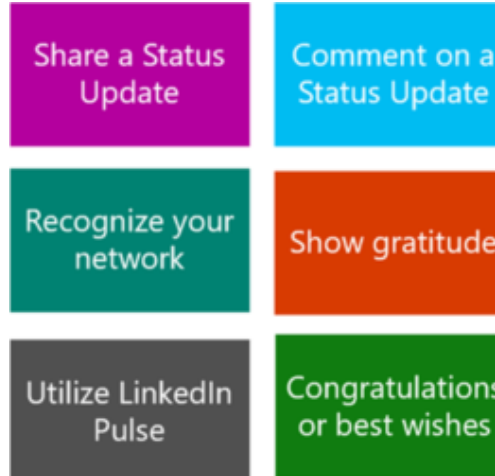 Share a Status
Update
Comment on a
Status Update
Recognize your
network
Show gratitude
Utilize LinkedIn
Pulse
Congratulations
or best wishes